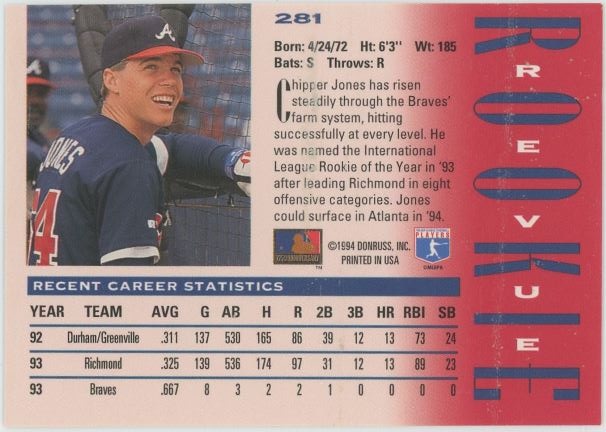 281
Born: 4/24/72 Ht: 6'3" Wt: 185
Bats: S Throws: R
Chipper Jones has risen
steadily through the Braves'
farm system, hitting
successfully at every level. He
was named the International
League Rookie of the Year in '93
after leading Richmond in eight
offensive categories. Jones
could surface in Atlanta in '94.
JONES
©1994 DONRUSS, INC.
PRINTED IN USA
PLAYERS
©MLBPA
TM
ROOKIE
REVUE
RECENT CAREER STATISTICS
YEAR TEAM AVG G AB H R 2B 3B HR RBI SB
92 Durham/Greenville .311 137 530 165 86 39 12 13 73 24
93 Richmond .325 139 536 174 97 31 12 13 89 23
93 Braves .667 8 3 2 2 1 0 0 0 0